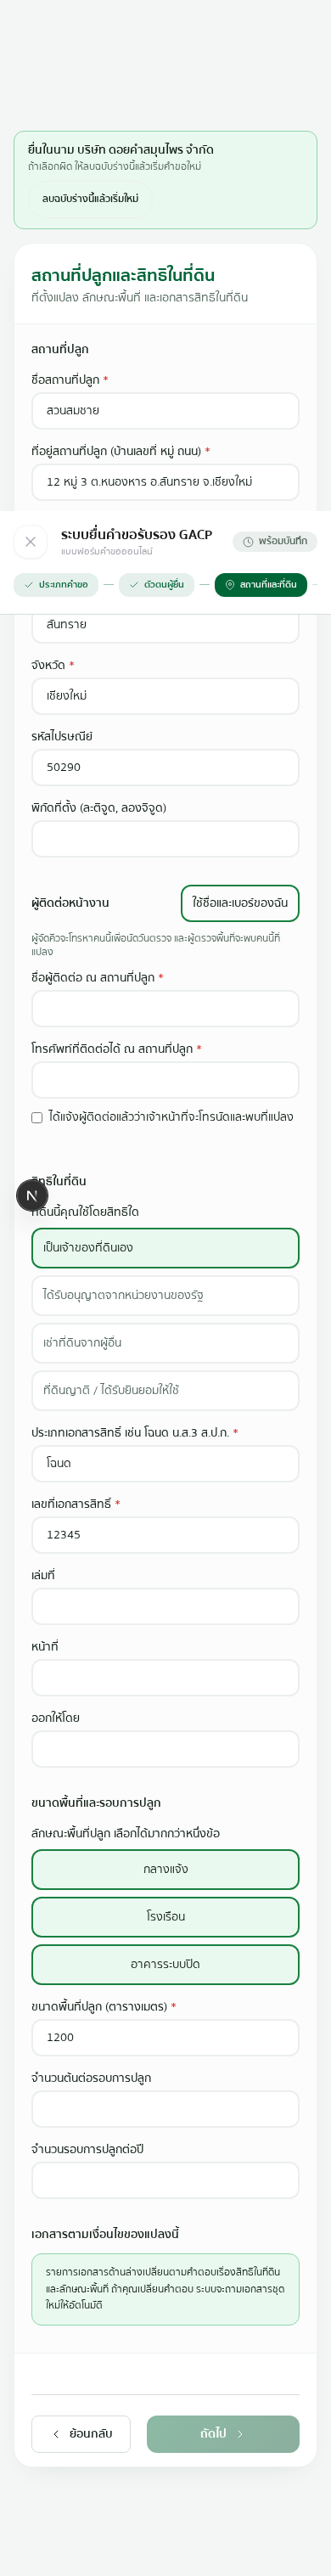 ยื่นในนาม บริษัท ดอยคำสมุนไพร จำกัด
ถ้าเลือกผิด ให้ลบฉบับร่างนี้แล้วเริ่มคำขอใหม่
ลบฉบับร่างนี้แล้วเริ่มใหม่
สถานที่ปลูกและสิทธิในที่ดิน
ที่ตั้งแปลง ลักษณะพื้นที่ และเอกสารสิทธิในที่ดิน
สถานที่ปลูก
ชื่อสถานที่ปลูก *
สวนสมชาย
ที่อยู่สถานที่ปลูก (บ้านเลขที่ หมู่ ถนน) *
12 หมู่ 3 ต.หนองหาร อ.สันทราย จ.เชียงใหม่
ระบบยื่นคำขอรับรอง GACP
แบบฟอร์มคำขอออนไลน์
พร้อมบันทึก
ประเภทคำขอ
ตัวตนผู้ยื่น
สถานที่และที่ดิน
สันทราย
จังหวัด *
เชียงใหม่
รหัสไปรษณีย์
50290
พิกัดที่ตั้ง (ละติจูด, ลองจิจูด)
ผู้ติดต่อหน้างาน
ใช้ชื่อและเบอร์ของฉัน
ผู้จัดคิวจะโทรหาคนนี้เพื่อนัดวันตรวจ และผู้ตรวจพื้นที่จะพบคนนี้ที่
แปลง
ชื่อผู้ติดต่อ ณ สถานที่ปลูก *
โทรศัพท์ที่ติดต่อได้ ณ สถานที่ปลูก *
ได้แจ้งผู้ติดต่อแล้วว่าเจ้าหน้าที่จะโทรนัดและพบที่แปลง
สิทธิในที่ดิน
ที่ดินนี้คุณใช้โดยสิทธิใด
เป็นเจ้าของที่ดินเอง
ได้รับอนุญาตจากหน่วยงานของรัฐ
เช่าที่ดินจากผู้อื่น
ที่ดินญาติ / ได้รับยินยอมให้ใช้
ประเภทเอกสารสิทธิ์ เช่น โฉนด น.ส.3 ส.ป.ก. *
โฉนด
เลขที่เอกสารสิทธิ์ *
12345
เล่มที่
หน้าที่
ออกให้โดย
ขนาดพื้นที่และรอบการปลูก
ลักษณะพื้นที่ปลูก เลือกได้มากกว่าหนึ่งข้อ
กลางแจ้ง
โรงเรือน
อาคารระบบปิด
ขนาดพื้นที่ปลูก (ตารางเมตร) *
1200
จำนวนต้นต่อรอบการปลูก
จำนวนรอบการปลูกต่อปี
เอกสารตามเงื่อนไขของแปลงนี้
รายการเอกสารด้านล่างเปลี่ยนตามคำตอบเรื่องสิทธิในที่ดิน
และลักษณะพื้นที่ ถ้าคุณเปลี่ยนคำตอบ ระบบจะถามเอกสารชุด
ใหม่ให้อัตโนมัติ
ย้อนกลับ
ถัดไป